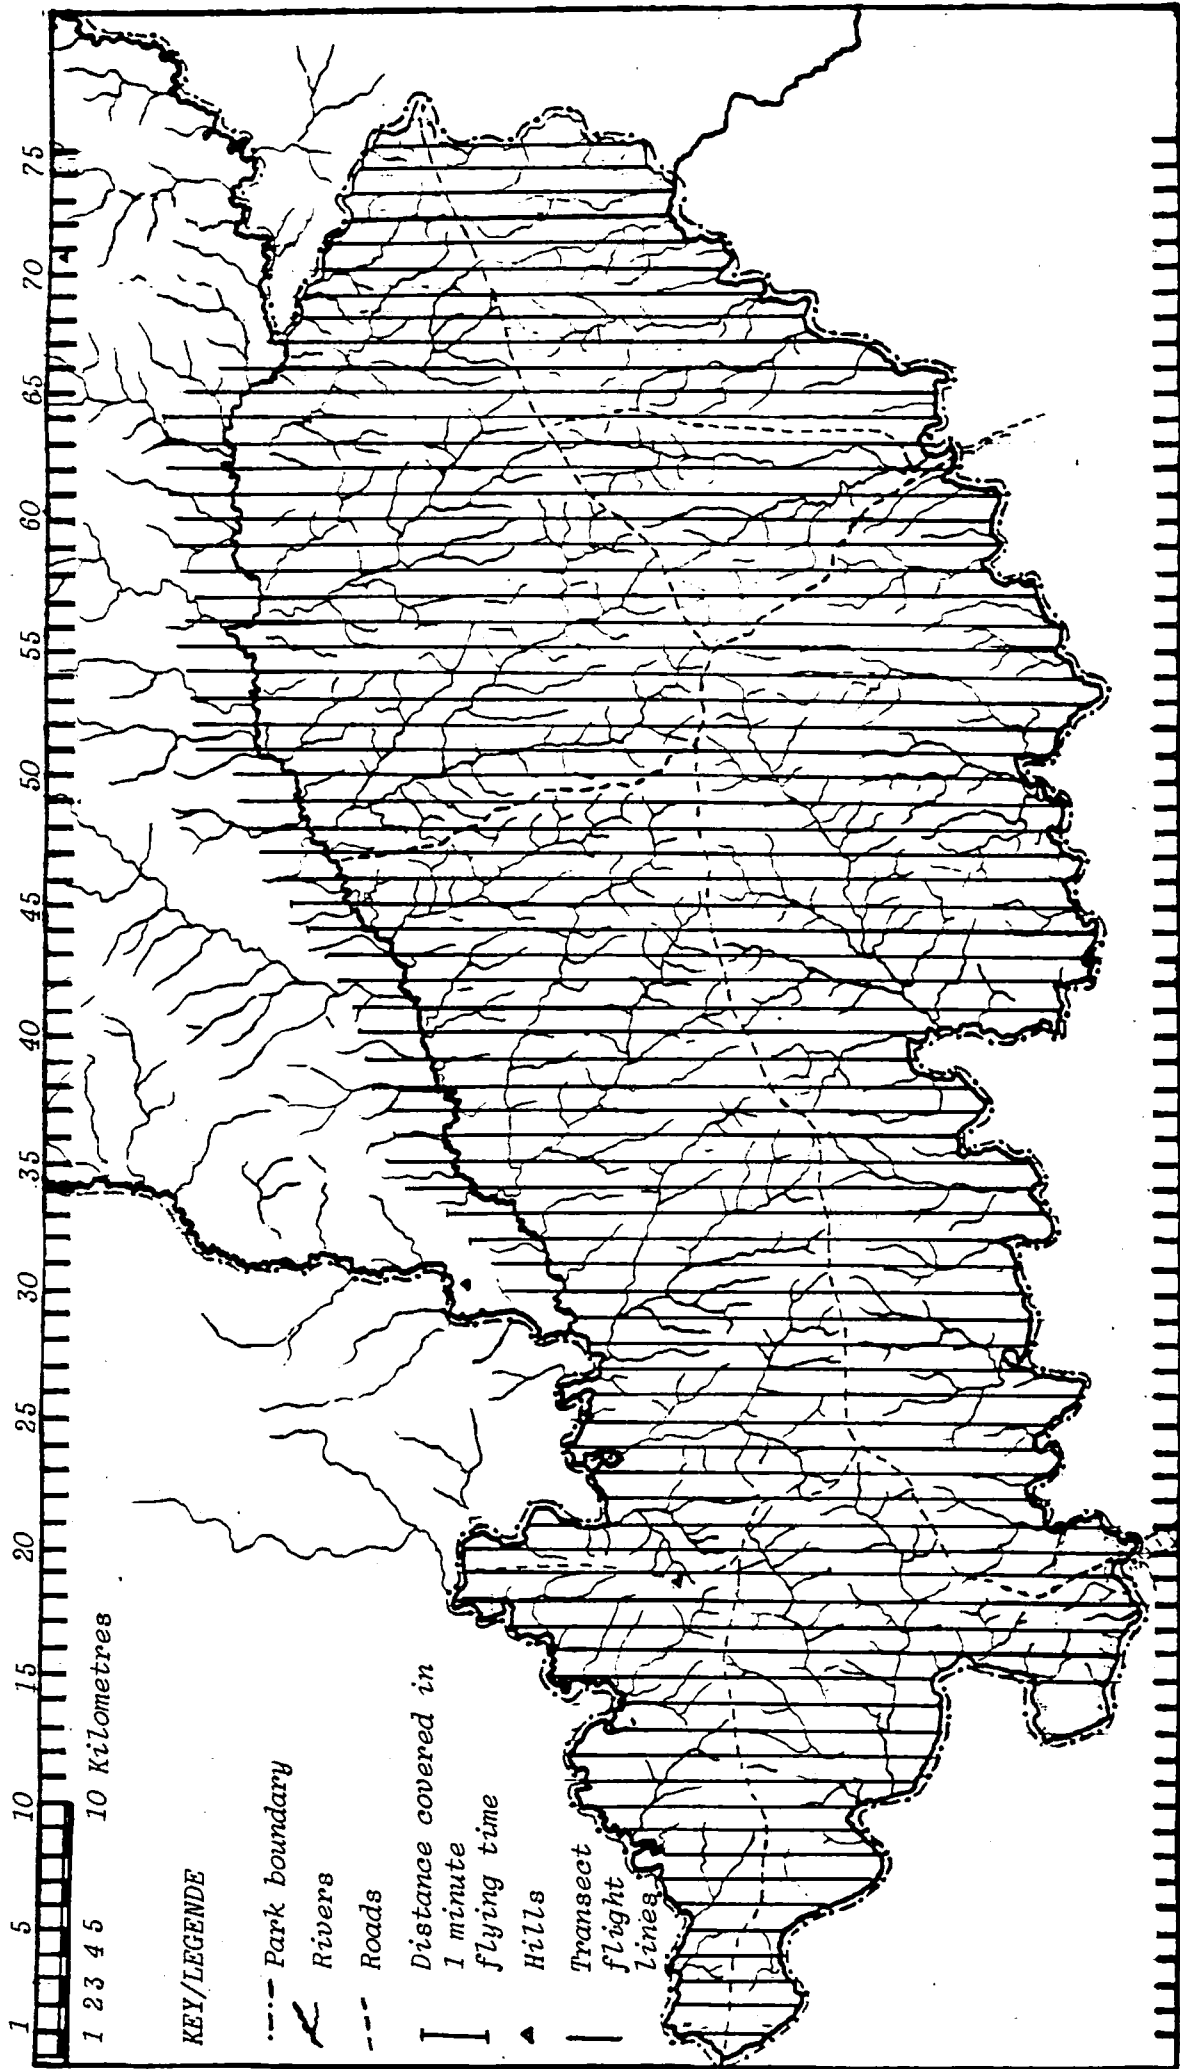 1 5 10 15 20 25 30 35 40 45 50 55 60 65 70 75
1 2 3 4 5 10 Kilometres
KEY/LEGENDE
Park boundary
Rivers
Roads
Distance covered in
1 minute
flying time
Hills
Transect
flight
lines